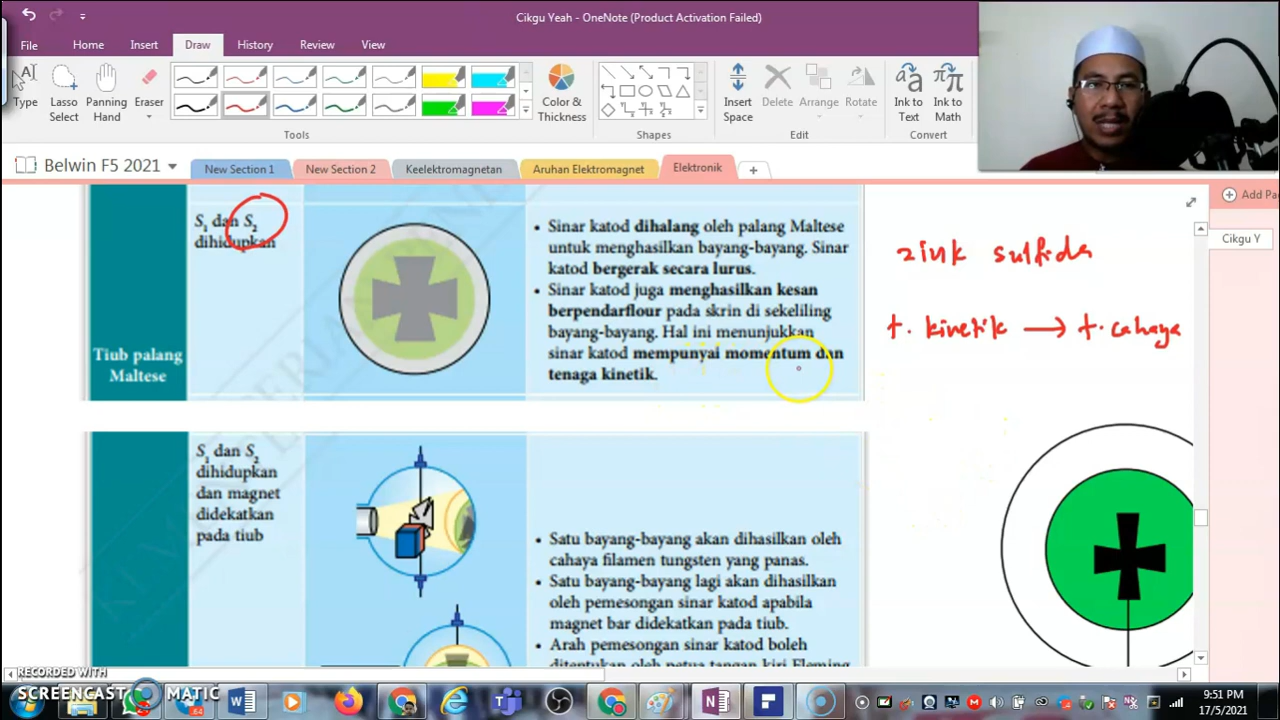 Cikgu Yeah - OneNote (Product Activation Failed)
File Home Insert Draw History Review View
Type
Lasso Select
Panning Hand
Eraser
Color & Thickness
Insert Space
Delete
Arrange
Rotate
Ink to Text
Ink to Math
Tools
Shapes
Edit
Convert
Belwin F5 2021
New Section 1
New Section 2
Keelektromagnetan
Aruhan Elektromagnet
Elektronik
Add Pa
Cikgu Y
Tiub palang
Maltese
S1 dan S2
dihidupkan
• Sinar katod dihalang oleh palang Maltese
untuk menghasilkan bayang-bayang. Sinar
katod bergerak secara lurus.
• Sinar katod juga menghasilkan kesan
berpendarflour pada skrin di sekeliling
bayang-bayang. Hal ini menunjukkan
sinar katod mempunyai momentum dan
tenaga kinetik.
zink sulfida
t. kinetik → t. cahaya
S1 dan S2
dihidupkan
dan magnet
didekatkan
pada tiub
• Satu bayang-bayang akan dihasilkan oleh
cahaya filamen tungsten yang panas.
• Satu bayang-bayang lagi akan dihasilkan
oleh pemesongan sinar katod apabila
magnet bar didekatkan pada tiub.
• Arah pemesongan sinar katod boleh
ditentukan oleh petua tangan kiri Fleming
RECORDED WITH
SCREENCAST MATIC
9:51 PM
17/5/2021